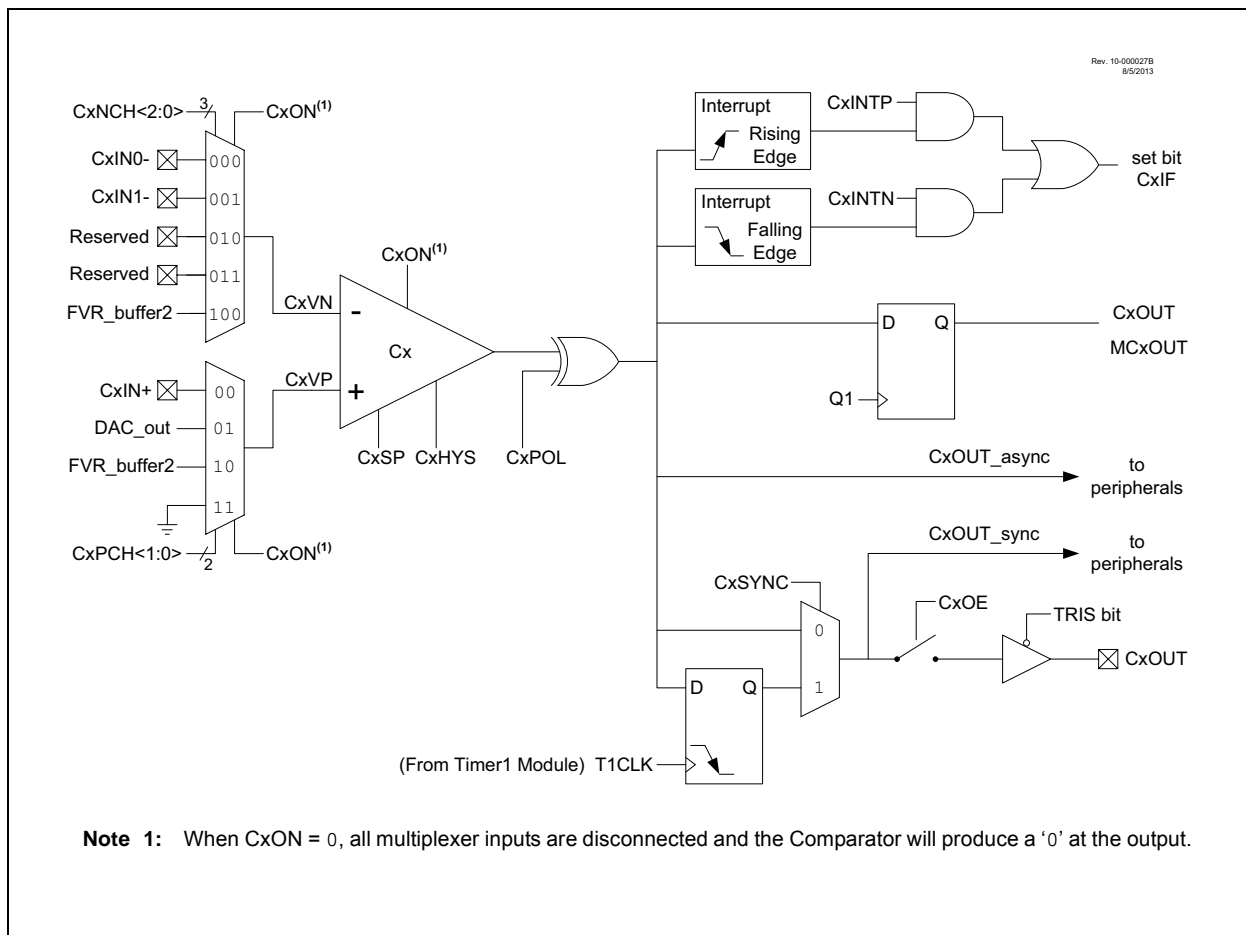 Rev. 10-000027B
8/5/2013
CxNCH<2:0>
3
CxON(1)
CxIN0-
000
CxIN1-
001
Reserved
010
Reserved
011
FVR_buffer2
100
CxVN
CxON(1)
-
Cx
+
CxVP
CxIN+
00
DAC_out
01
FVR_buffer2
10
11
CxPCH<1:0>
2
CxON(1)
CxSP
CxHYS
CxPOL
Interrupt
Rising
Edge
CxINTP
Interrupt
Falling
Edge
CxINTN
set bit
CxIF
D
Q
Q1
CxOUT
MCxOUT
CxOUT_async
to
peripherals
CxOUT_sync
to
peripherals
CxSYNC
0
1
CxOE
TRIS bit
CxOUT
D
Q
(From Timer1 Module) T1CLK
Note 1: When CxON = 0, all multiplexer inputs are disconnected and the Comparator will produce a ‘0’ at the output.